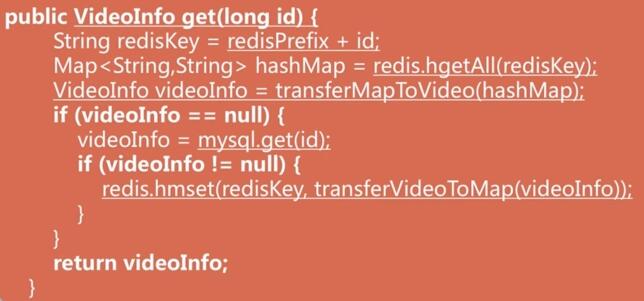 public VideoInfo get(long id) {
String redisKey = redisPrefix + id;
Map<String,String> hashMap = redis.hgetAll(redisKey);
VideoInfo videoInfo = transferMapToVideo(hashMap);
if (videoInfo == null) {
videoInfo = mysql.get(id);
if (videoInfo != null) {
redis.hmset(redisKey, transferVideoToMap(videoInfo));
}
}
return videoInfo;
}